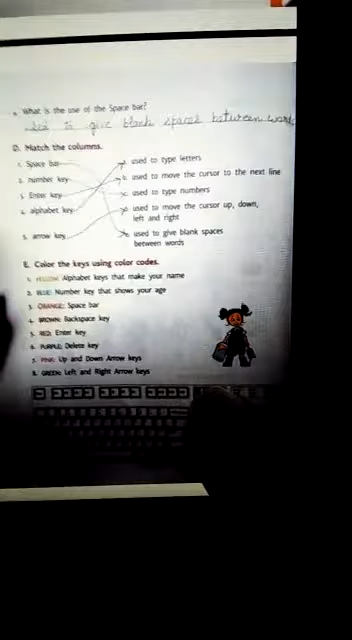 What is the use of the Space bar?
used to give blank spaces between words
D. Match the columns.
1. Space bar
a. used to type letters
2. number key
b. used to move the cursor to the next line
3. Enter key
c. used to type numbers
4. alphabet key
d. used to move the cursor up, down,
left and right
5. arrow key
e. used to give blank spaces
between words
E. Color the keys using color codes.
1. YELLOW: Alphabet keys that make your name
2. BLUE: Number key that shows your age
3. ORANGE: Space bar
4. BROWN: Backspace key
5. RED: Enter key
6. PURPLE: Delete key
7. PINK: Up and Down Arrow keys
8. GREEN: Left and Right Arrow keys